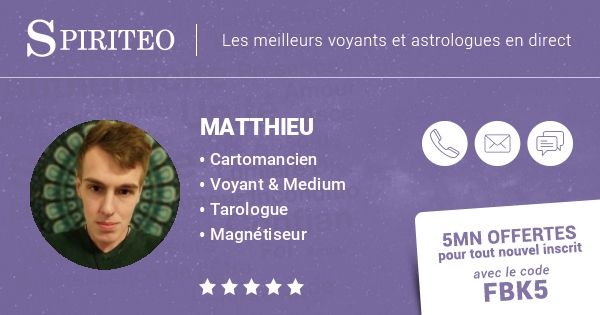 SPIRITEO
Les meilleurs voyants et astrologues en direct
MATTHIEU
• Cartomancien
• Voyant & Medium
• Tarologue
• Magnétiseur
5MN OFFERTES
pour tout nouvel inscrit
avec le code
FBK5